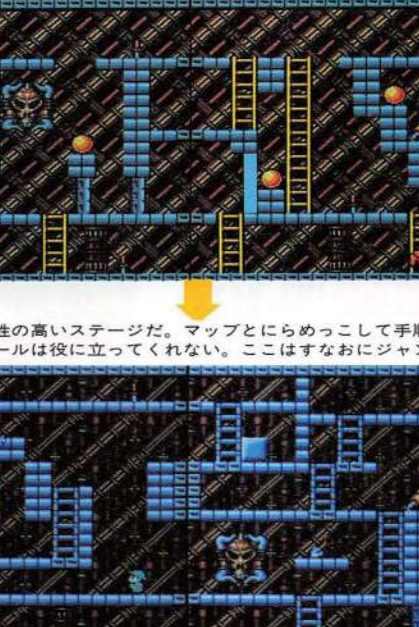 性の高いステージだ。マップとにらめっこして手順
ールは役に立ってくれない。ここはすなおにジャン